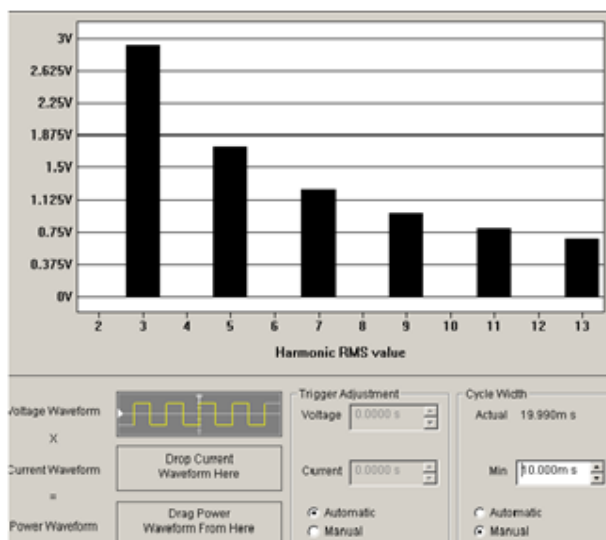 3V
2.625V
2.25V
1.875V
1.5V
1.125V
0.75V
0.375V
0V
2 3 4 5 6 7 8 9 10 11 12 13
Harmonic RMS value
Voltage Waveform
X
Current Waveform
=
Power Waveform
Drop Current
Waveform Here
Drag Power
Waveform From Here
Trigger Adjustment
Voltage 0.0000 s
Current 0.0000 s
Automatic
Manual
Cycle Width
Actual 19.990m s
Min 10.000m s
Automatic
Manual